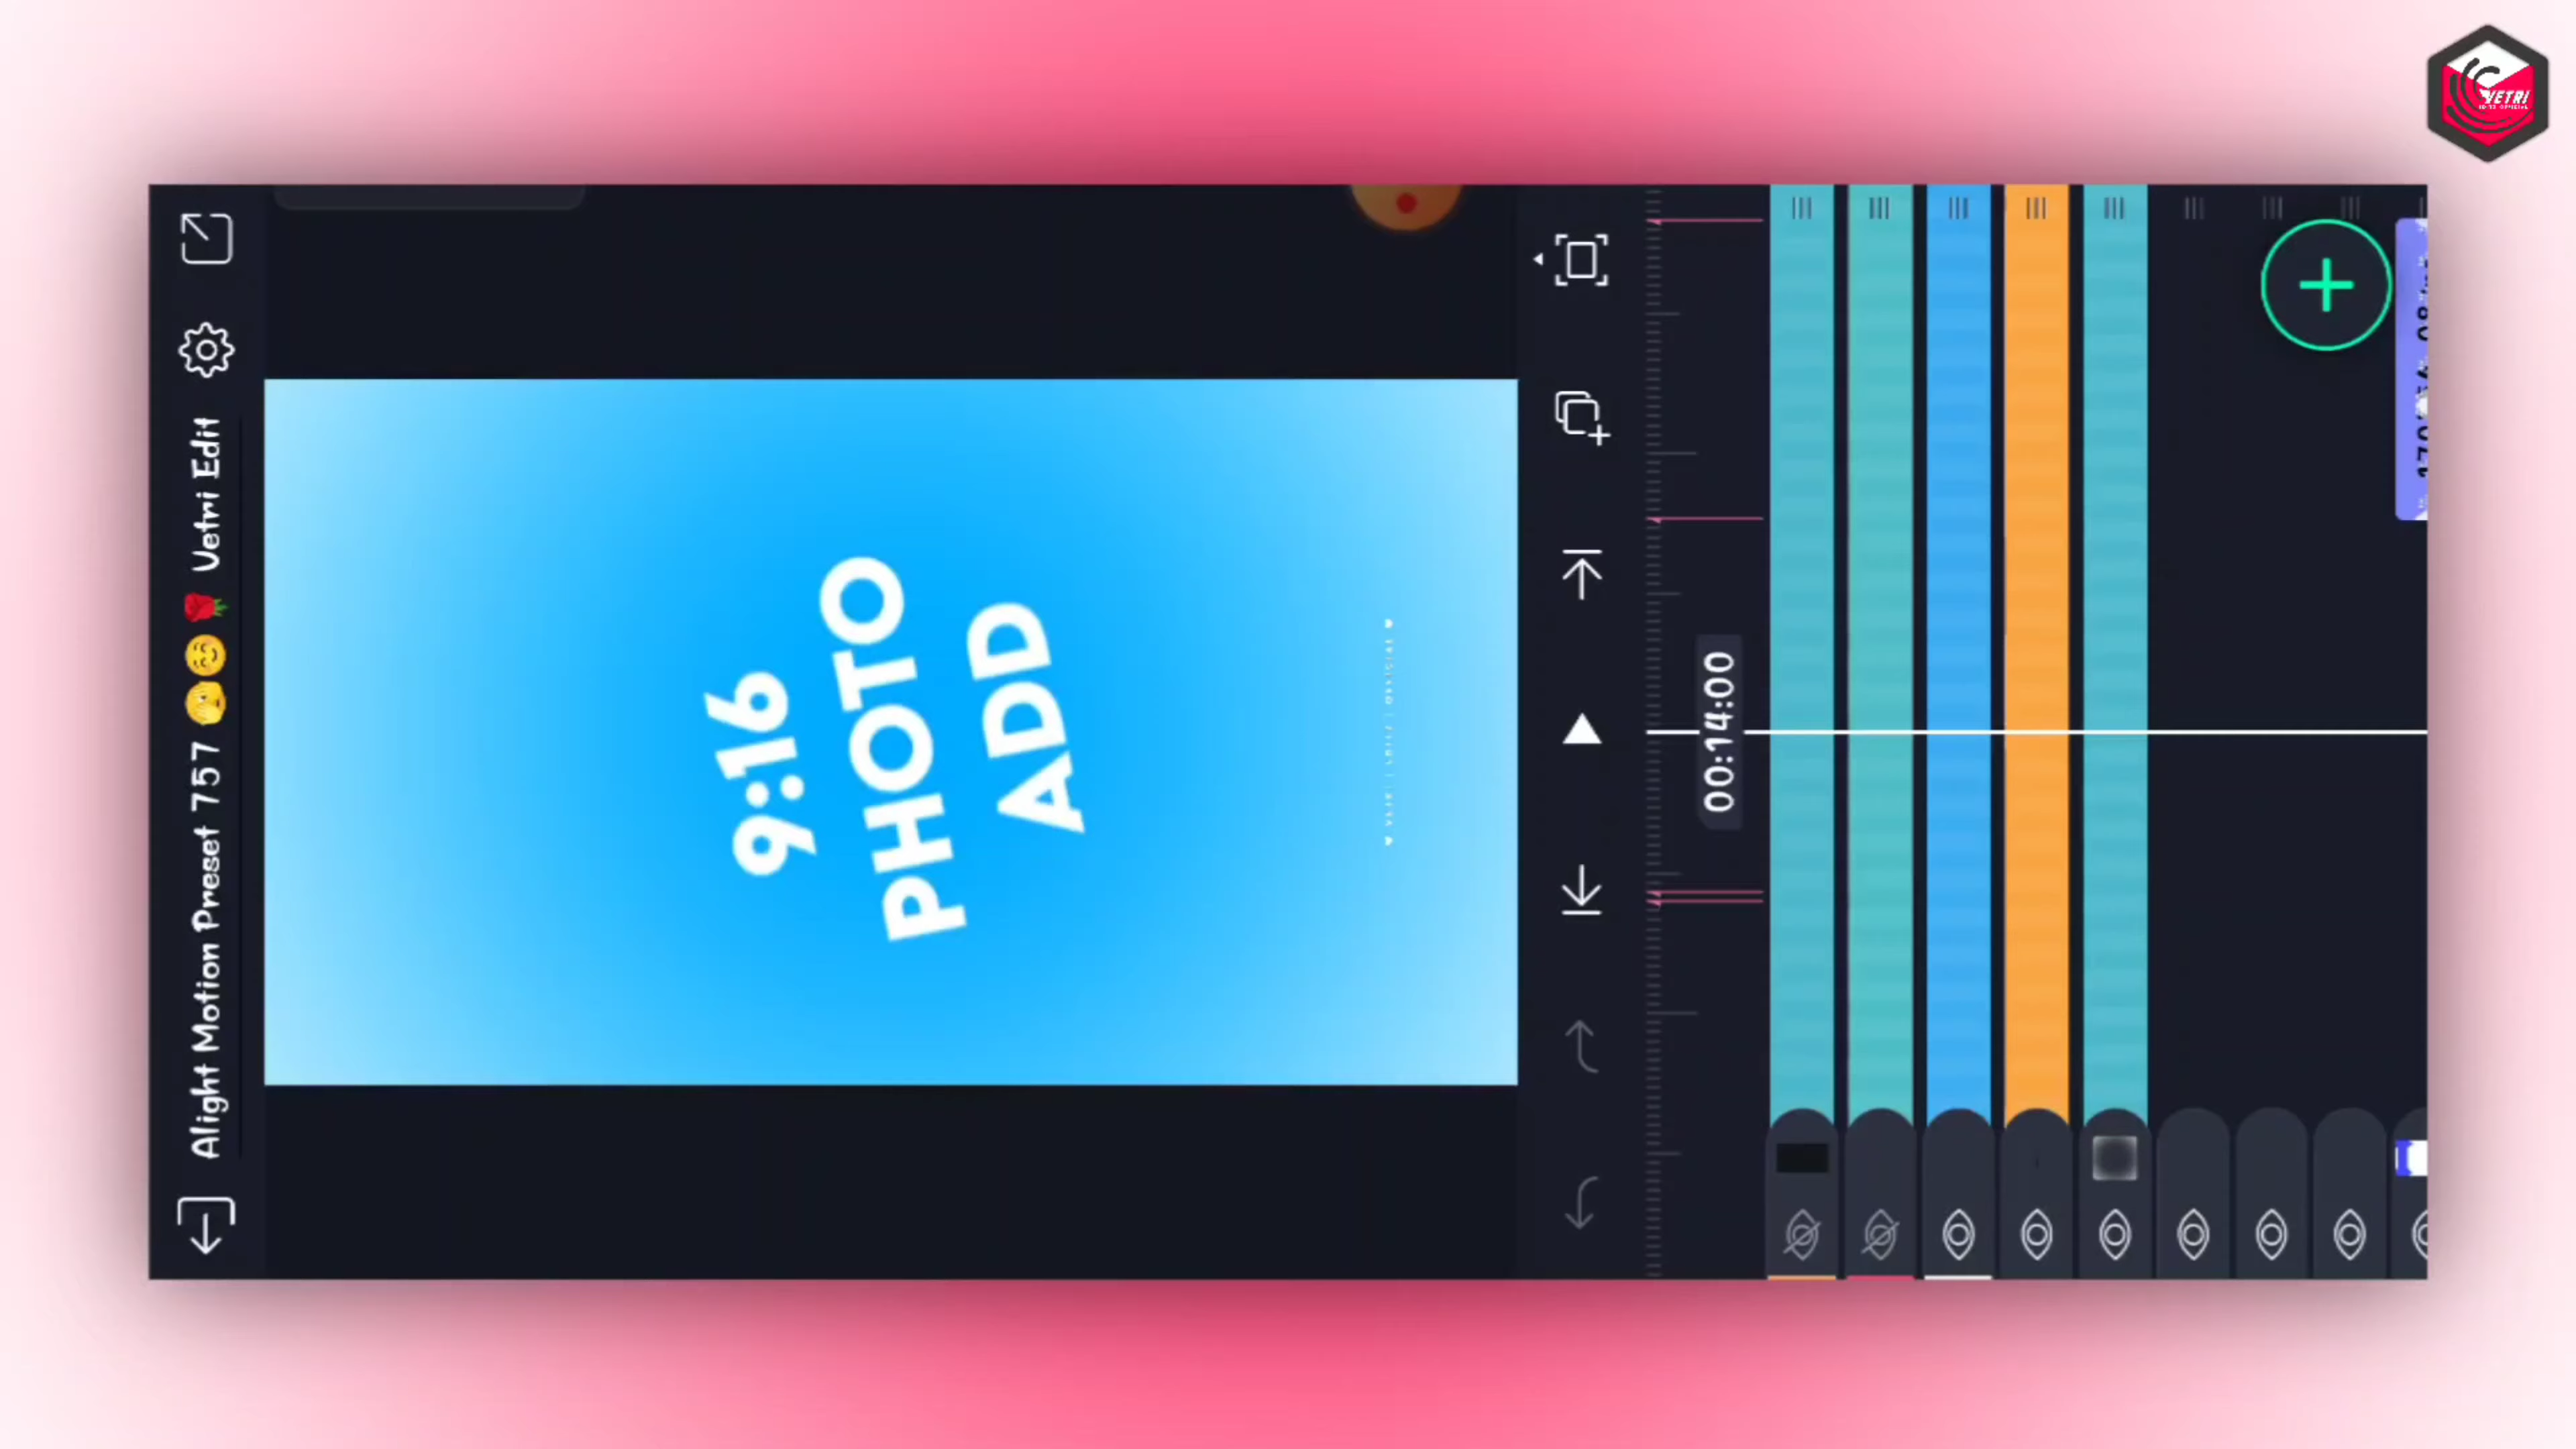 VETRI
Alight Motion Preset 757 🫣😌🌹 Vetri Edit
9:16
PHOTO
ADD
00:14:00